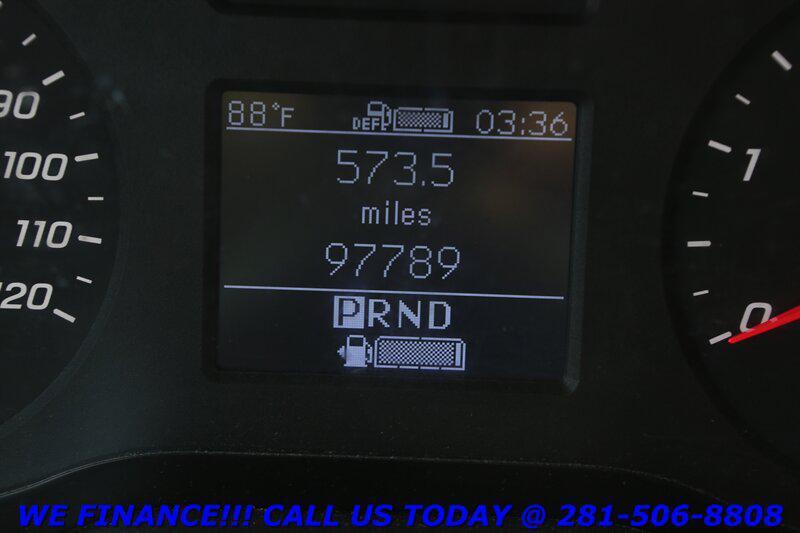 88°F DEF 03:36
573.5
miles
97789
PRND
90
100
110
120
1
0
WE FINANCE!!! CALL US TODAY @ 281-506-8808